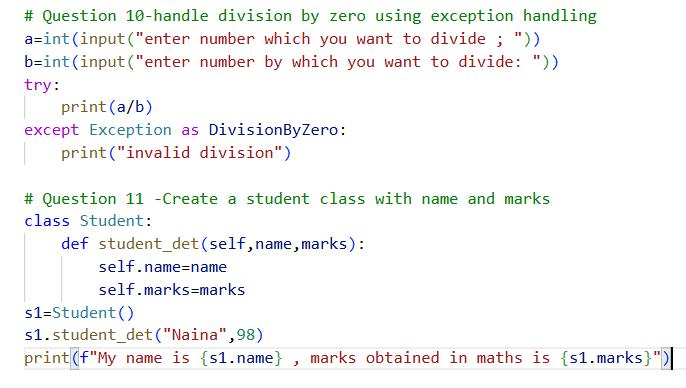 # Question 10-handle division by zero using exception handling
a=int(input("enter number which you want to divide ; "))
b=int(input("enter number by which you want to divide: "))
try:
    print(a/b)
except Exception as DivisionByZero:
    print("invalid division")

# Question 11 -Create a student class with name and marks
class Student:
    def student_det(self,name,marks):
        self.name=name
        self.marks=marks
s1=Student()
s1.student_det("Naina",98)
print(f"My name is {s1.name} , marks obtained in maths is {s1.marks}")